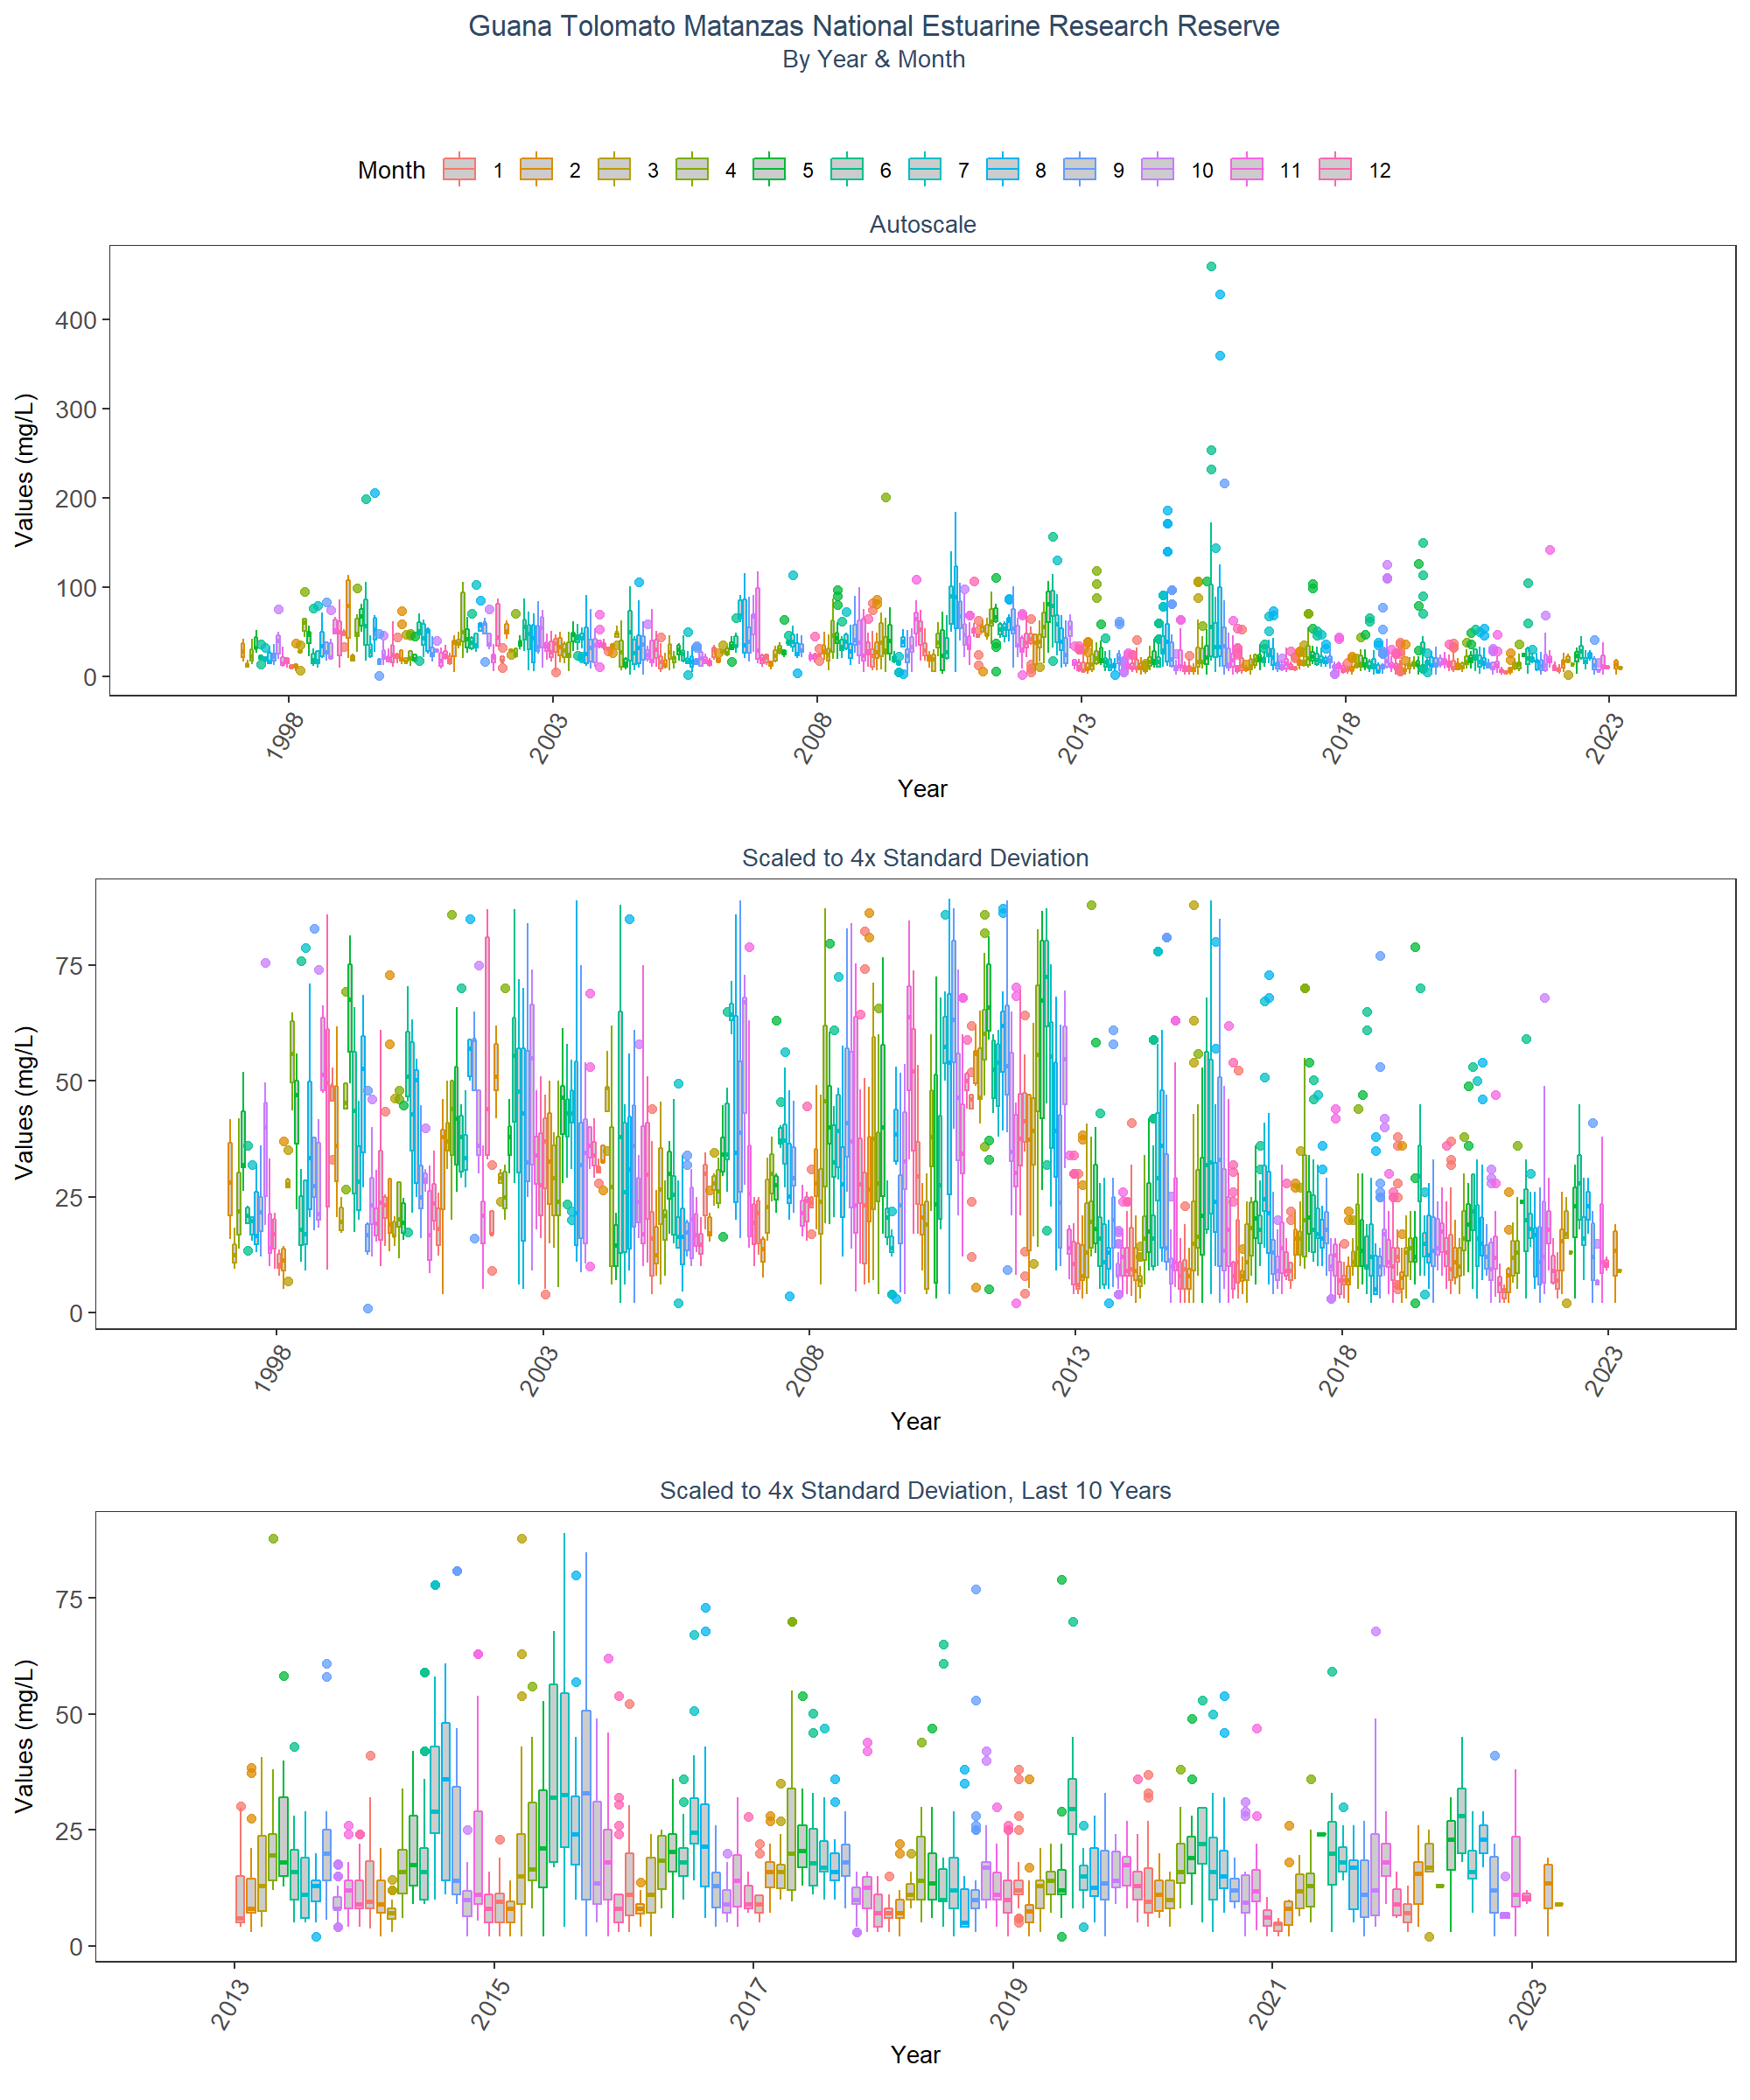 Guana Tolomato Matanzas National Estuarine Research Reserve
By Year & Month
Month 1 2 3 4 5 6 7 8 9 10 11 12
Autoscale
Values (mg/L)
400
300
200
100
0
1998 2003 2008 2013 2018 2023
Year
Scaled to 4x Standard Deviation
Values (mg/L)
75
50
25
0
1998 2003 2008 2013 2018 2023
Year
Scaled to 4x Standard Deviation, Last 10 Years
Values (mg/L)
75
50
25
0
2013 2015 2017 2019 2021 2023
Year